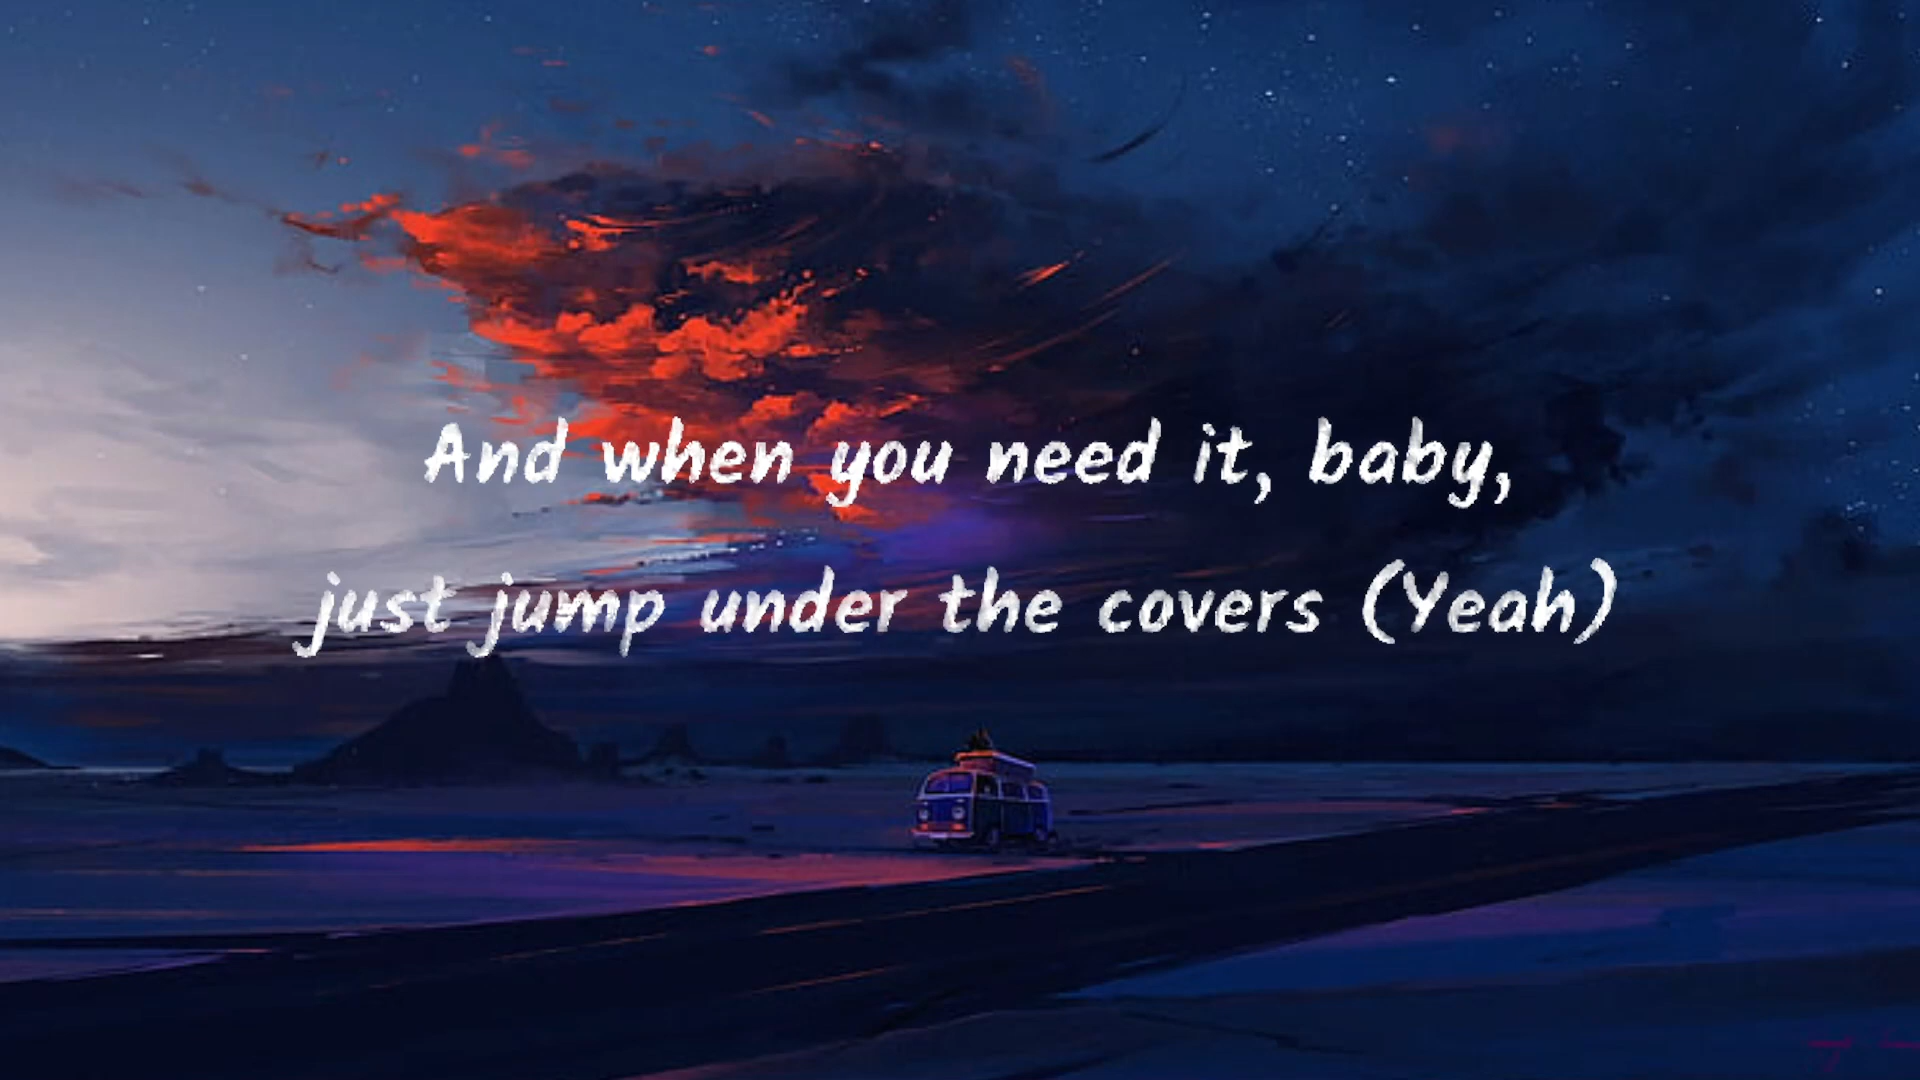 And when you need it, baby,
just jump under the covers (Yeah)